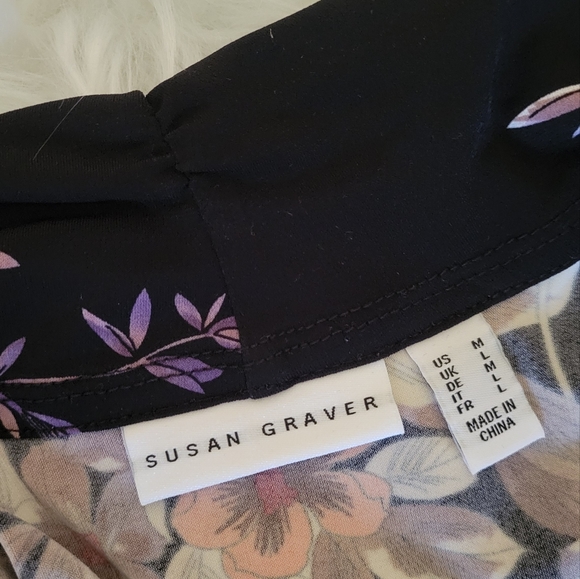 SUSAN GRAVER
US M
UK L
DE M
IT L
FR L
MADE IN
CHINA